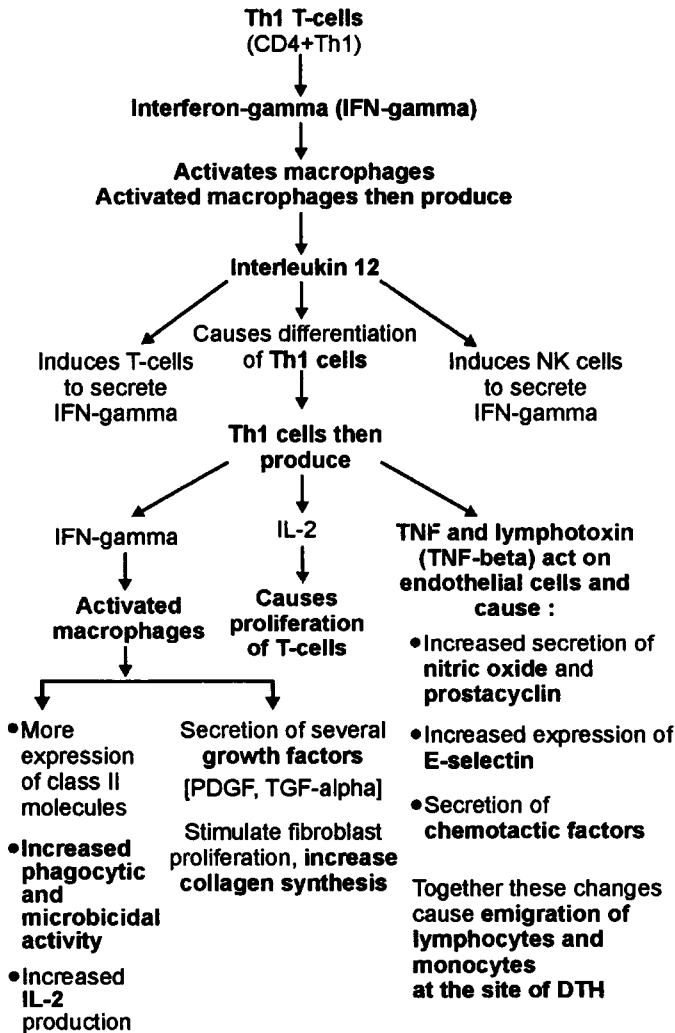 Th1 T-cells
(CD4+Th1)
Interferon-gamma (IFN-gamma)
Activates macrophages
Activated macrophages then produce
Interleukin 12
Induces T-cells
to secrete
IFN-gamma
Causes differentiation
of Th1 cells
Induces NK cells
to secrete
IFN-gamma
Th1 cells then
produce
IFN-gamma
Activated
macrophages
IL-2
Causes
proliferation
of T-cells
TNF and lymphotoxin
(TNF-beta) act on
endothelial cells and
cause :
•Increased secretion of
nitric oxide and
prostacyclin
•Increased expression of
E-selectin
•Secretion of
chemotactic factors
Together these changes
cause emigration of
lymphocytes and
monocytes
at the site of DTH
•More
expression
of class II
molecules
•Increased
phagocytic
and
microbicidal
activity
•Increased
IL-2
production
Secretion of several
growth factors
[PDGF, TGF-alpha]
Stimulate fibroblast
proliferation, increase
collagen synthesis